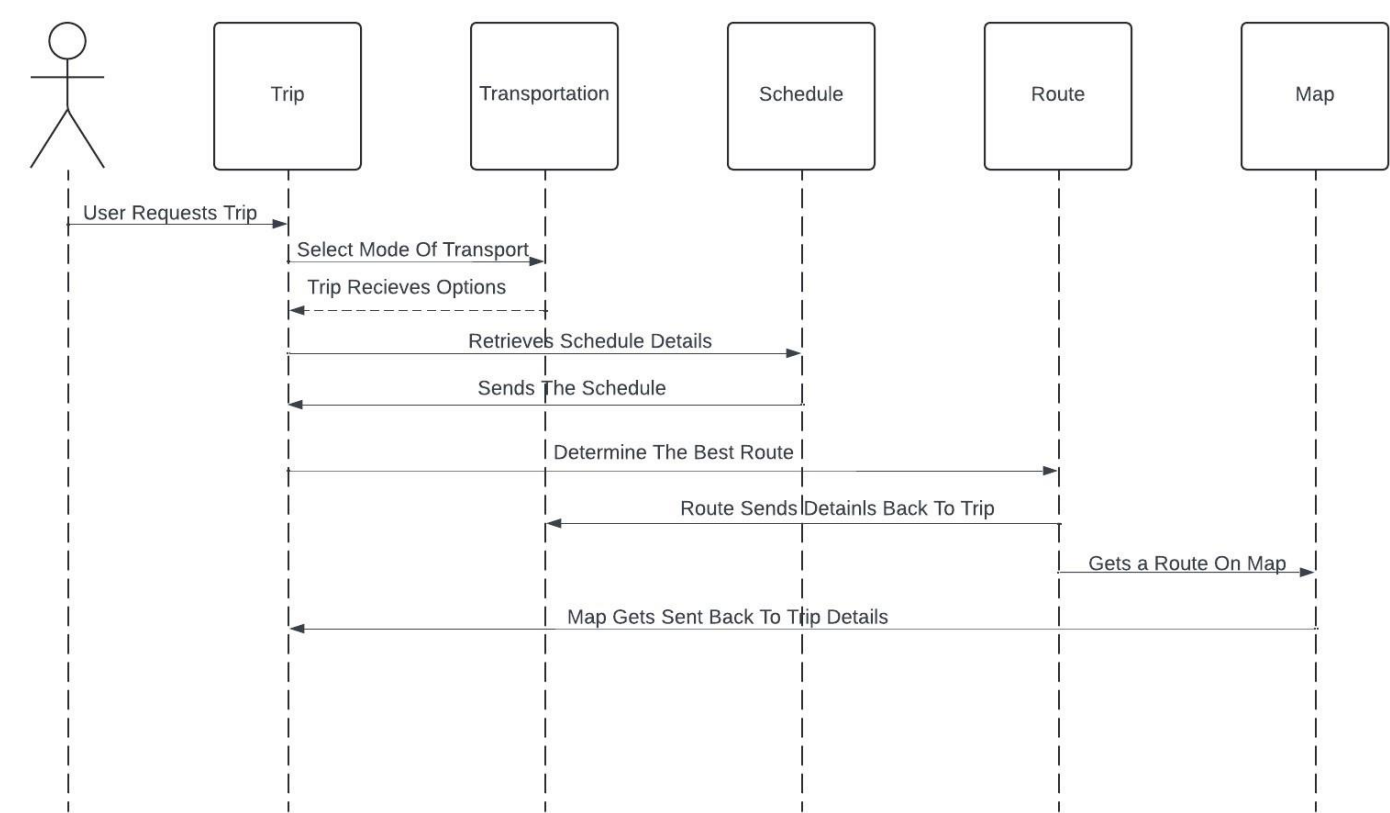 Trip
Transportation
Schedule
Route
Map
User Requests Trip
Select Mode Of Transport
Trip Recieves Options
Retrieves Schedule Details
Sends The Schedule
Determine The Best Route
Route Sends Detainls Back To Trip
Gets a Route On Map
Map Gets Sent Back To Trip Details